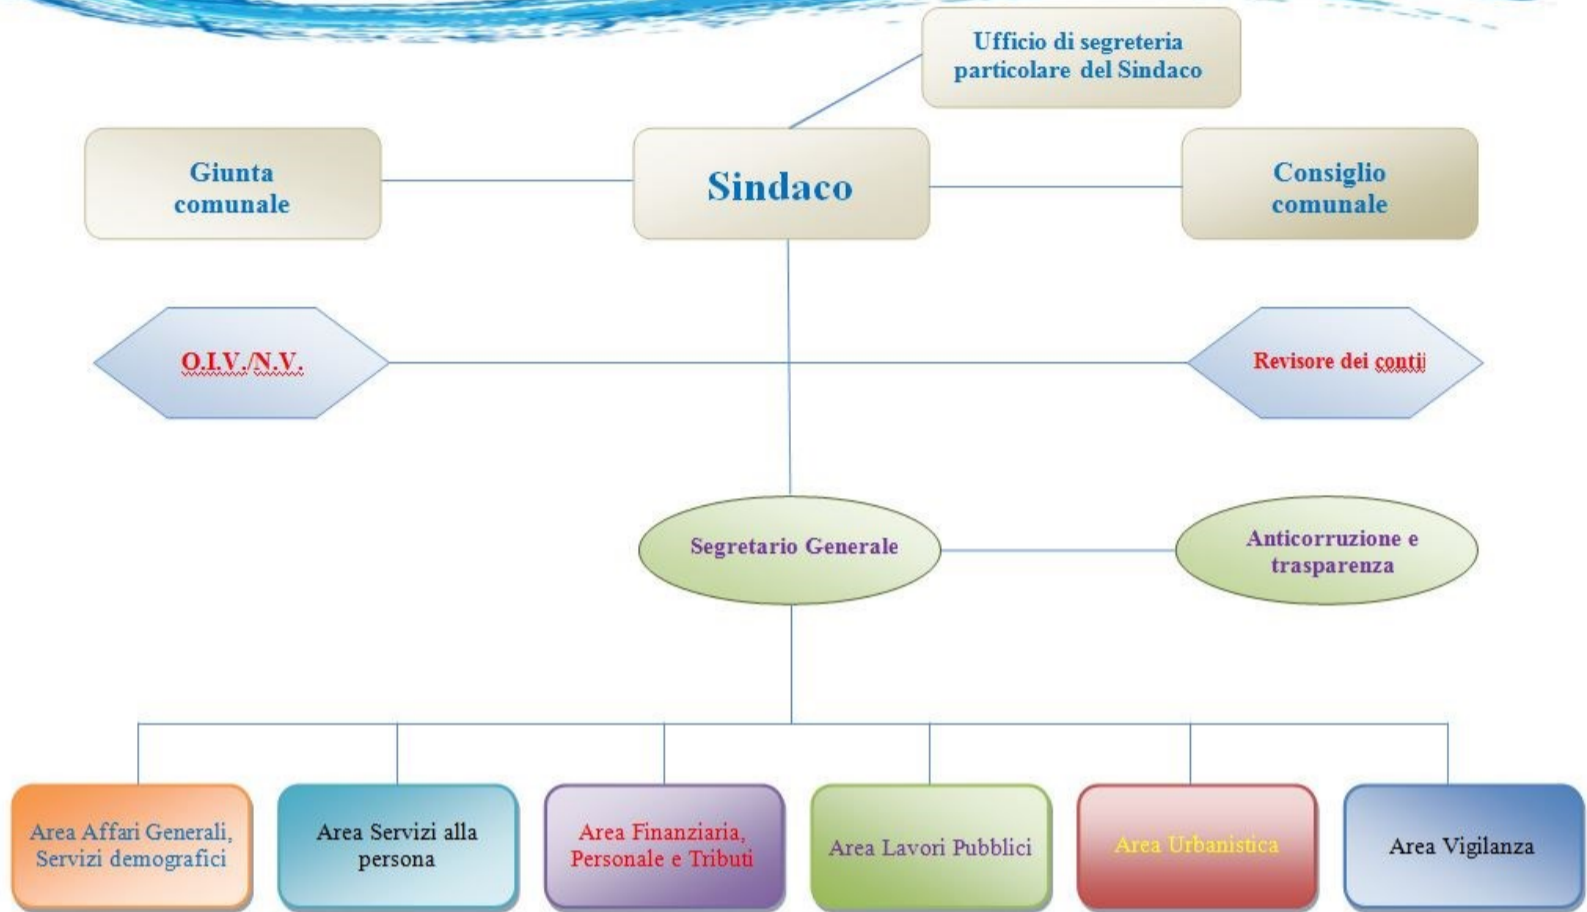 Ufficio di segreteria
particolare del Sindaco
Giunta
comunale
Sindaco
Consiglio
comunale
O.I.V./N.V.
Revisore dei conti
Segretario Generale
Anticorruzione e
trasparenza
Area Affari Generali,
Servizi demografici
Area Servizi alla
persona
Area Finanziaria,
Personale e Tributi
Area Lavori Pubblici
Area Urbanistica
Area Vigilanza